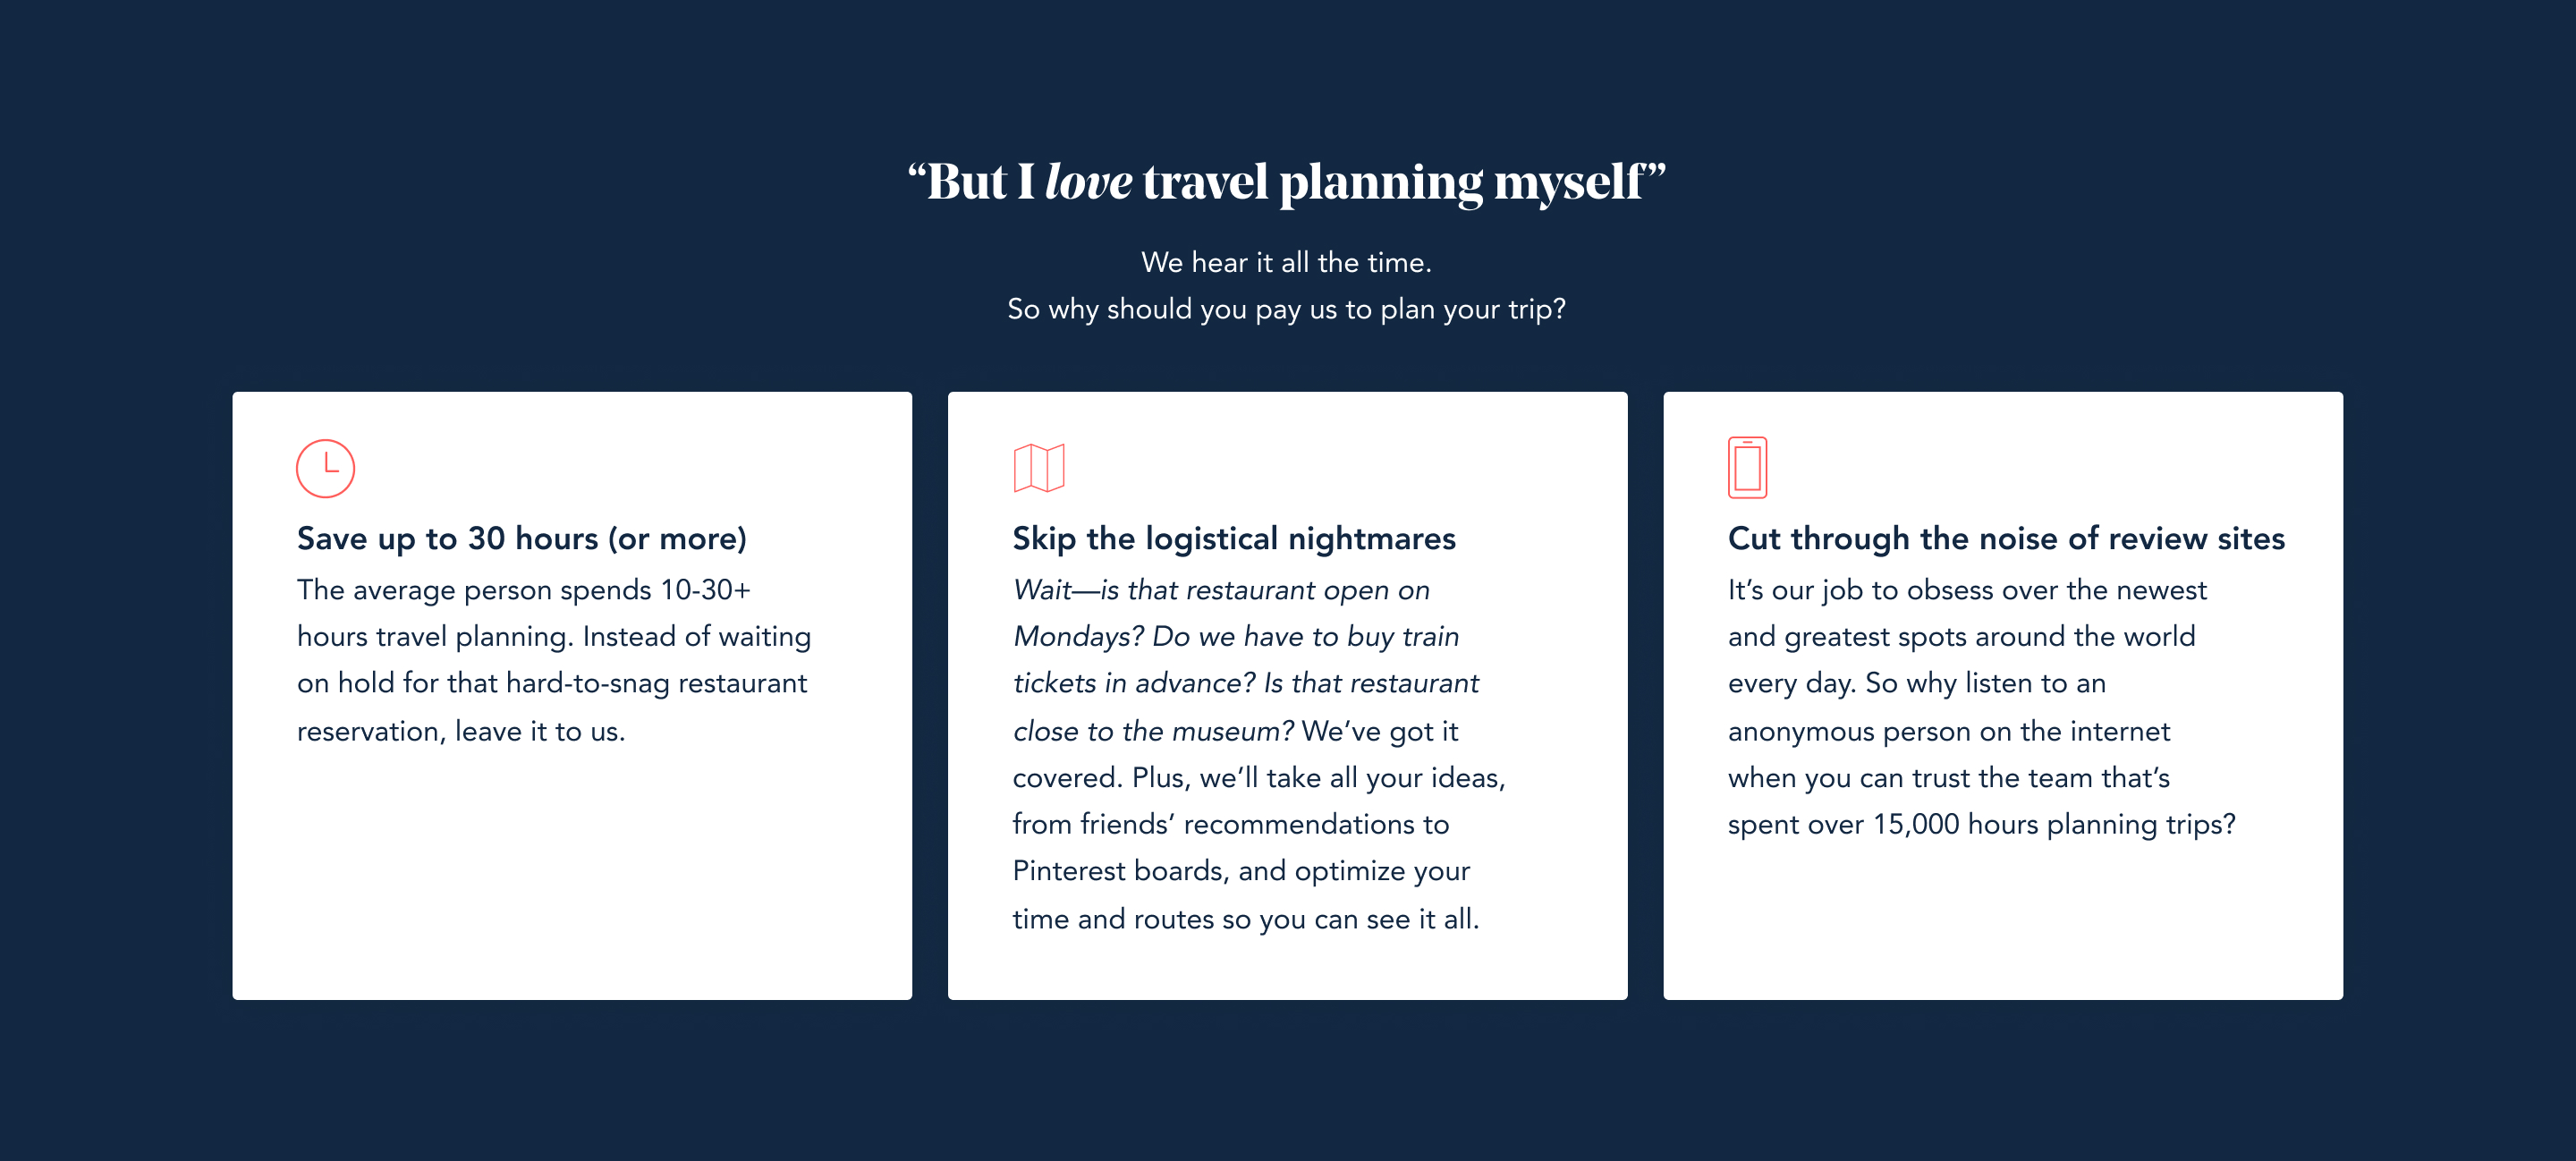 “But I love travel planning myself”
We hear it all the time.
So why should you pay us to plan your trip?
Save up to 30 hours (or more)
The average person spends 10-30+
hours travel planning. Instead of waiting
on hold for that hard-to-snag restaurant
reservation, leave it to us.
Skip the logistical nightmares
Wait—is that restaurant open on
Mondays? Do we have to buy train
tickets in advance? Is that restaurant
close to the museum? We’ve got it
covered. Plus, we’ll take all your ideas,
from friends’ recommendations to
Pinterest boards, and optimize your
time and routes so you can see it all.
Cut through the noise of review sites
It’s our job to obsess over the newest
and greatest spots around the world
every day. So why listen to an
anonymous person on the internet
when you can trust the team that’s
spent over 15,000 hours planning trips?